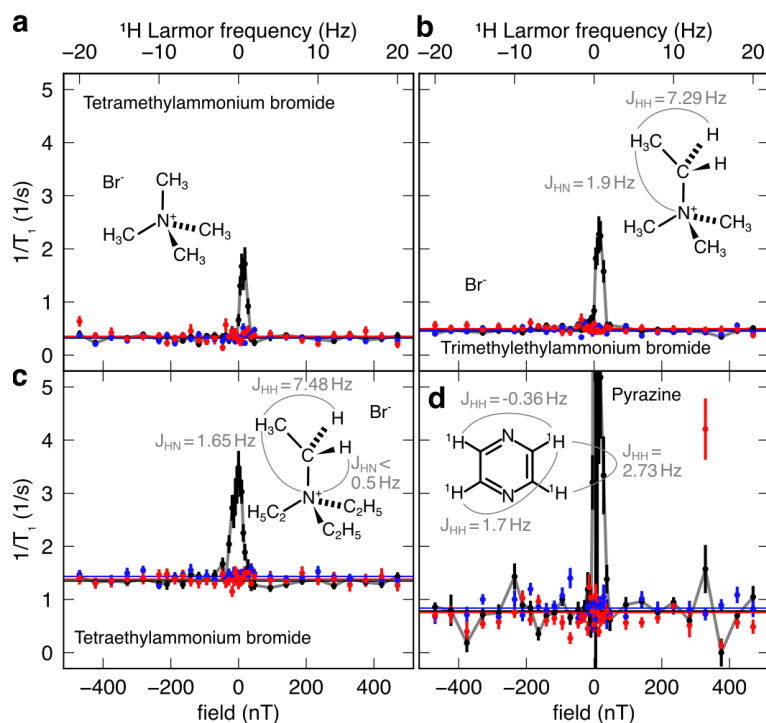 a
¹H Larmor frequency (Hz)
−20 −10 0 10 20
5
4
3
2
1
0
1/T₁ (1/s)
Tetramethylammonium bromide
Br⁻
CH₃
N⁺
H₃C
CH₃
CH₃
b
¹H Larmor frequency (Hz)
−20 −10 0 10 20
J_HH = 7.29 Hz
H₃C
H
C
H
J_HN = 1.9 Hz
N⁺
H₃C
CH₃
CH₃
Br⁻
Trimethylethylammonium bromide
c
5
4
3
2
1
0
1/T₁ (1/s)
J_HH = 7.48 Hz
Br⁻
J_HN = 1.65 Hz
H₃C
H
C
H
J_HN <
0.5 Hz
N⁺
H₅C₂
C₂H₅
C₂H₅
Tetraethylammonium bromide
−400 −200 0 200 400
field (nT)
d
Pyrazine
J_HH = -0.36 Hz
¹H
N
¹H
¹H
N
¹H
J_HH =
2.73 Hz
J_HH = 1.7 Hz
−400 −200 0 200 400
field (nT)